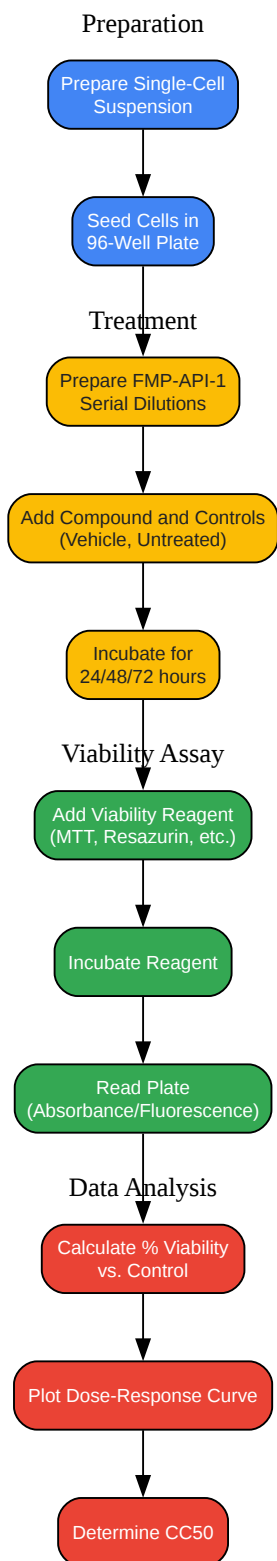 Preparation
Prepare Single-Cell
Suspension
Seed Cells in
96-Well Plate
Treatment
Prepare FMP-API-1
Serial Dilutions
Add Compound and Controls
(Vehicle, Untreated)
Incubate for
24/48/72 hours
Viability Assay
Add Viability Reagent
(MTT, Resazurin, etc.)
Incubate Reagent
Read Plate
(Absorbance/Fluorescence)
Data Analysis
Calculate % Viability
vs. Control
Plot Dose-Response Curve
Determine CC50